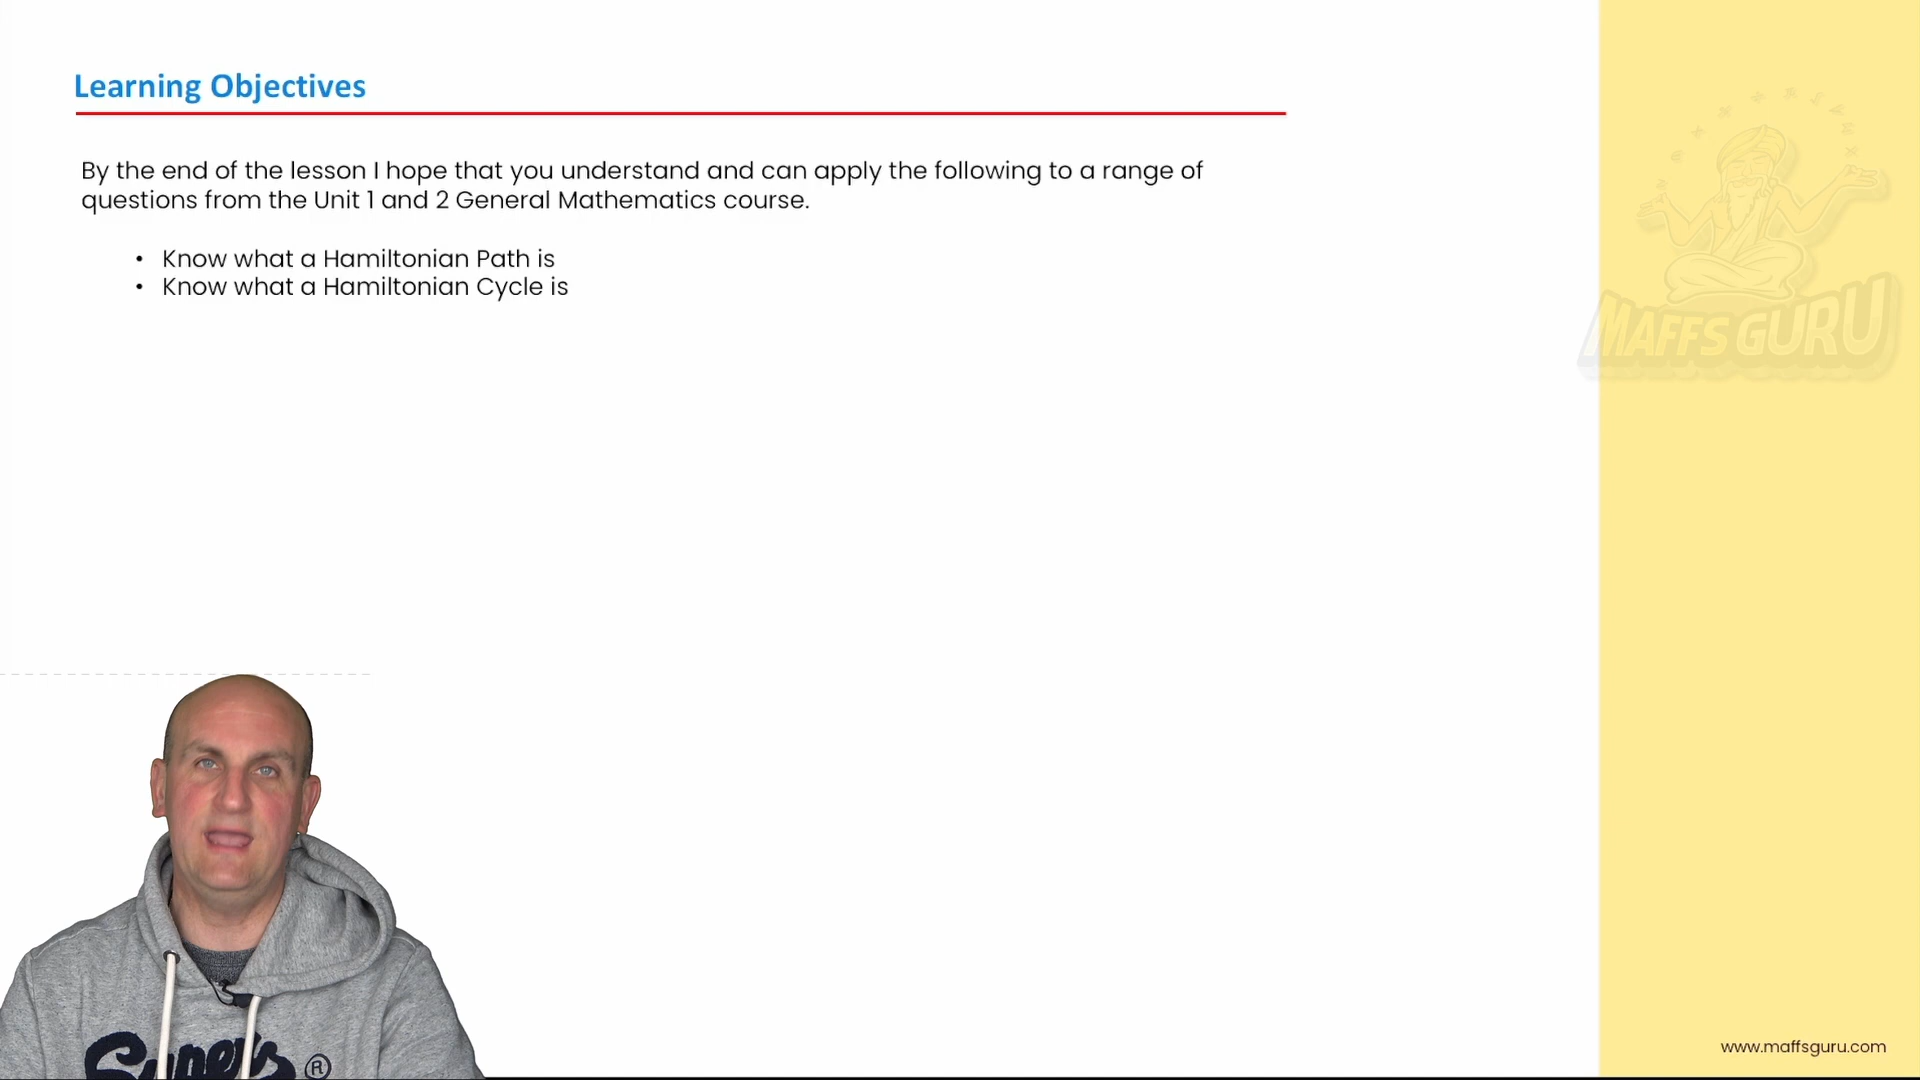 Learning Objectives
By the end of the lesson I hope that you understand and can apply the following to a range of
questions from the Unit 1 and 2 General Mathematics course.
• Know what a Hamiltonian Path is
• Know what a Hamiltonian Cycle is
MAFFS GURU
®
www.maffsguru.com